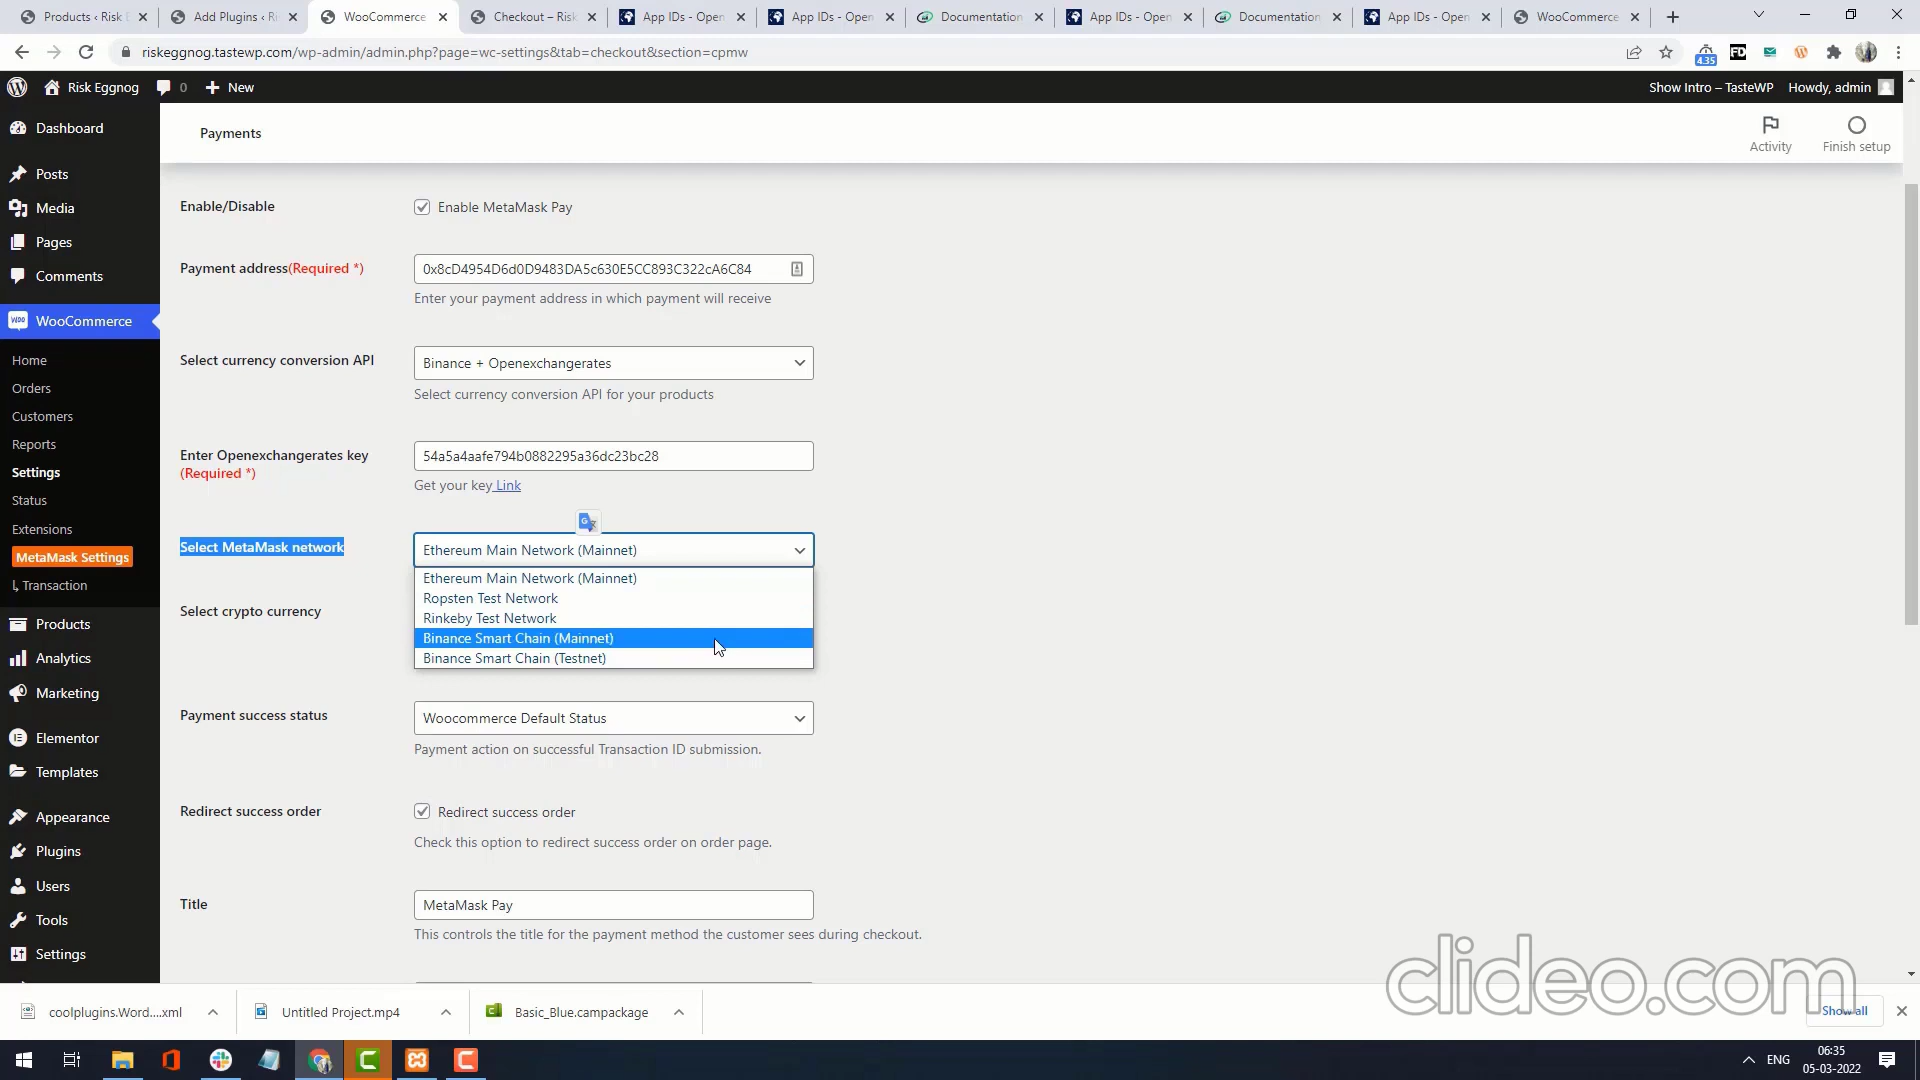 Products ‹ Risk E
Add Plugins ‹ Ri
WooCommerce
Checkout – Risk
App IDs - Open
App IDs - Open
Documentation
App IDs - Open
Documentation
App IDs - Open
WooCommerce
riskeggnog.tastewp.com/wp-admin/admin.php?page=wc-settings&tab=checkout&section=cpmw
4.35
FD
Risk Eggnog
0
New
Show Intro – TasteWP
Howdy, admin
Dashboard
Posts
Media
Pages
Comments
WooCommerce
Home
Orders
Customers
Reports
Settings
Status
Extensions
MetaMask Settings
↳ Transaction
Products
Analytics
Marketing
Elementor
Templates
Appearance
Plugins
Users
Tools
Settings
Payments
Activity
Finish setup
Enable/Disable
Enable MetaMask Pay
Payment address(Required *)
0x8cD4954D6d0D9483DA5c630E5CC893C322cA6C84
Enter your payment address in which payment will receive
Select currency conversion API
Binance + Openexchangerates
Select currency conversion API for your products
Enter Openexchangerates key
(Required *)
54a5a4aafe794b0882295a36dc23bc28
Get your key Link
Select MetaMask network
Ethereum Main Network (Mainnet)
Ethereum Main Network (Mainnet)
Ropsten Test Network
Rinkeby Test Network
Binance Smart Chain (Mainnet)
Binance Smart Chain (Testnet)
Select crypto currency
Payment success status
Woocommerce Default Status
Payment action on successful Transaction ID submission.
Redirect success order
Redirect success order
Check this option to redirect success order on order page.
Title
MetaMask Pay
This controls the title for the payment method the customer sees during checkout.
clideo.com
coolplugins.Word....xml
Untitled Project.mp4
Basic_Blue.campackage
Show all
ENG
06:35
05-03-2022